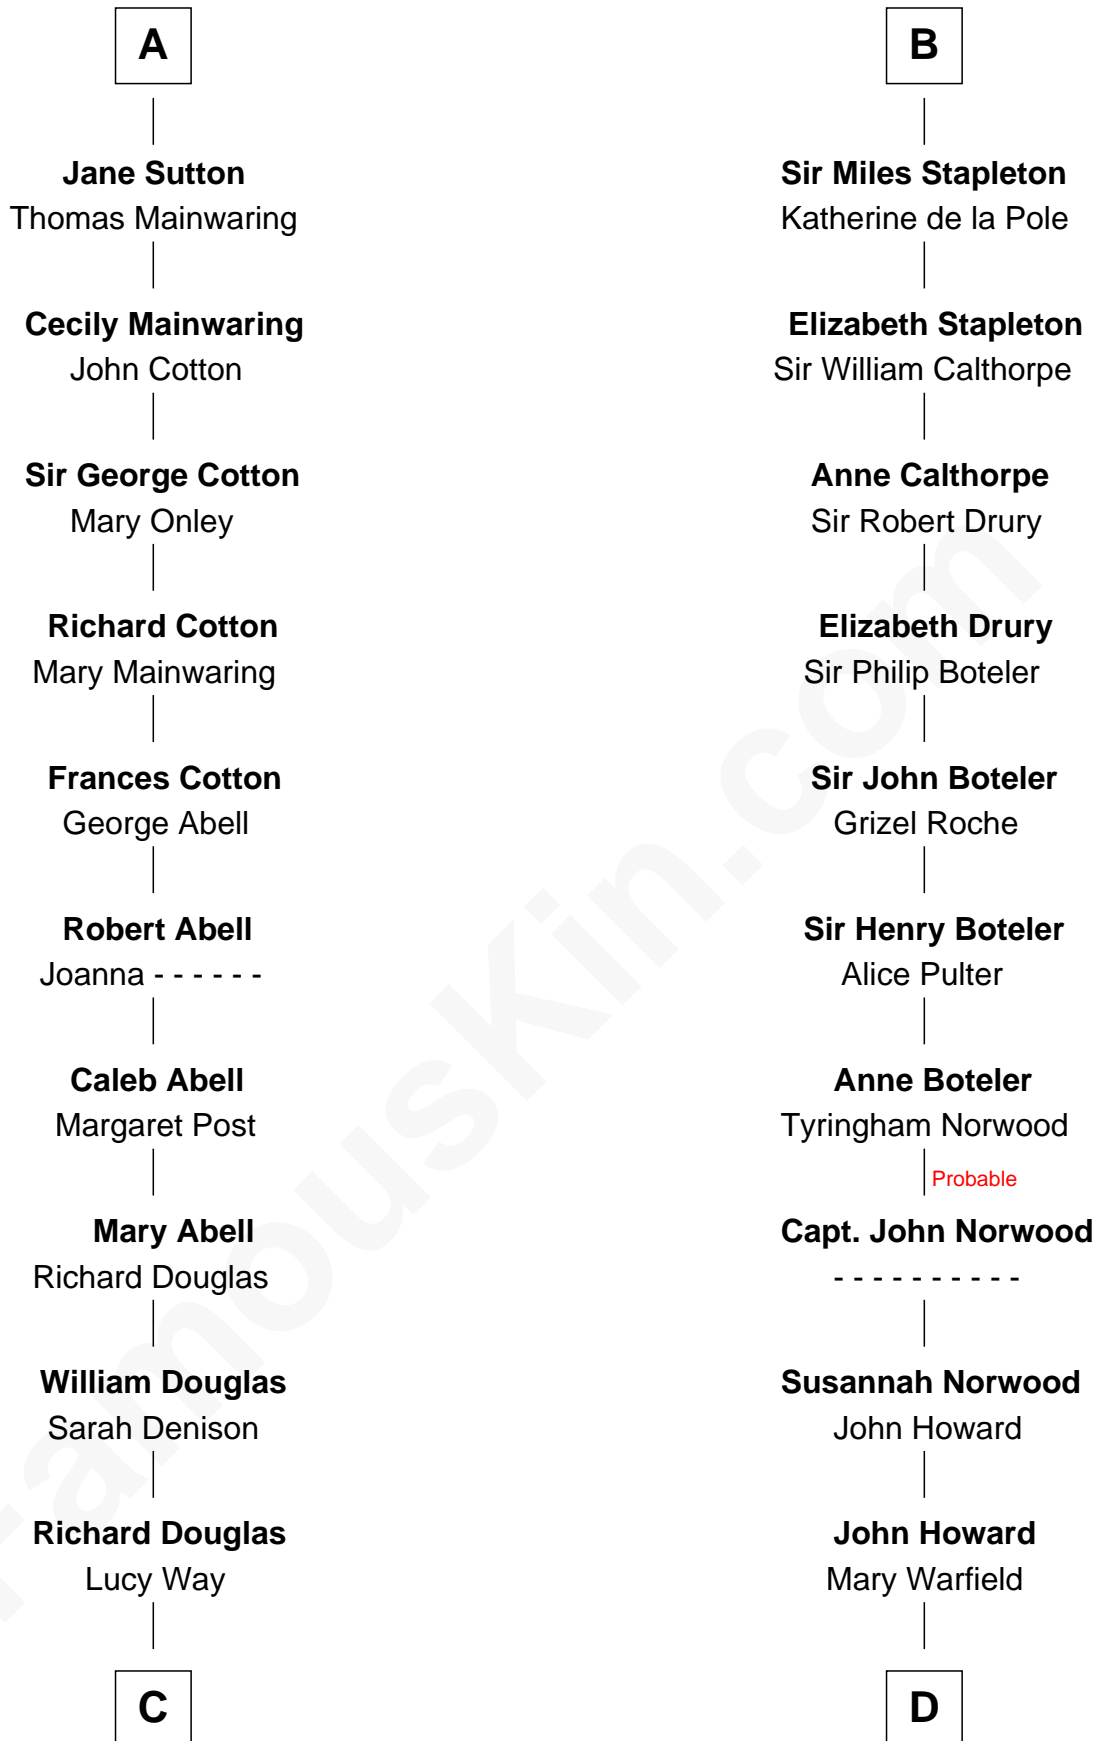 A
Jane Sutton
Thomas Mainwaring
Cecily Mainwaring
John Cotton
Sir George Cotton
Mary Onley
Richard Cotton
Mary Mainwaring
Frances Cotton
George Abell
Robert Abell
Joanna - - - - - -
Caleb Abell
Margaret Post
Mary Abell
Richard Douglas
William Douglas
Sarah Denison
Richard Douglas
Lucy Way
C
B
Sir Miles Stapleton
Katherine de la Pole
Elizabeth Stapleton
Sir William Calthorpe
Anne Calthorpe
Sir Robert Drury
Elizabeth Drury
Sir Philip Boteler
Sir John Boteler
Grizel Roche
Sir Henry Boteler
Alice Pulter
Anne Boteler
Tyringham Norwood
Probable
Capt. John Norwood
- - - - - - - - - -
Susannah Norwood
John Howard
John Howard
Mary Warfield
D
FamousKin.com